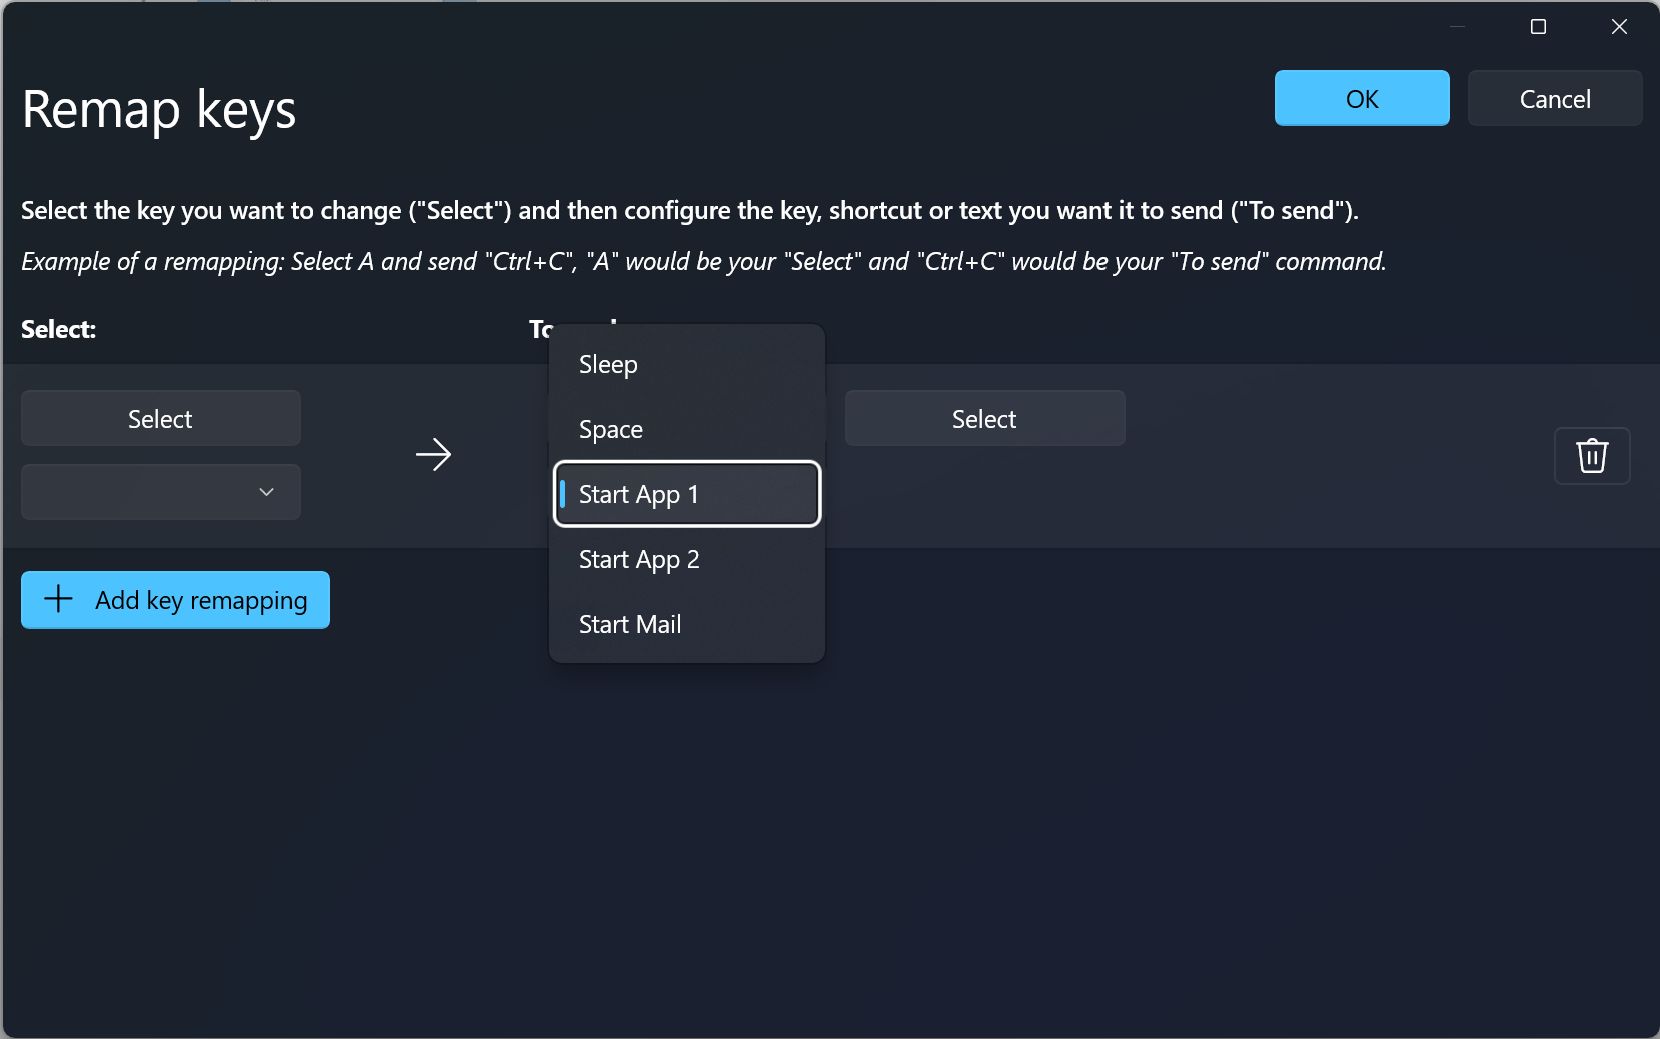 Remap keys
OK
Cancel
Select the key you want to change ("Select") and then configure the key, shortcut or text you want it to send ("To send").
Example of a remapping: Select A and send "Ctrl+C", "A" would be your "Select" and "Ctrl+C" would be your "To send" command.
Select:
Select
Sleep
Space
Start App 1
Start App 2
Start Mail
Select
Add key remapping